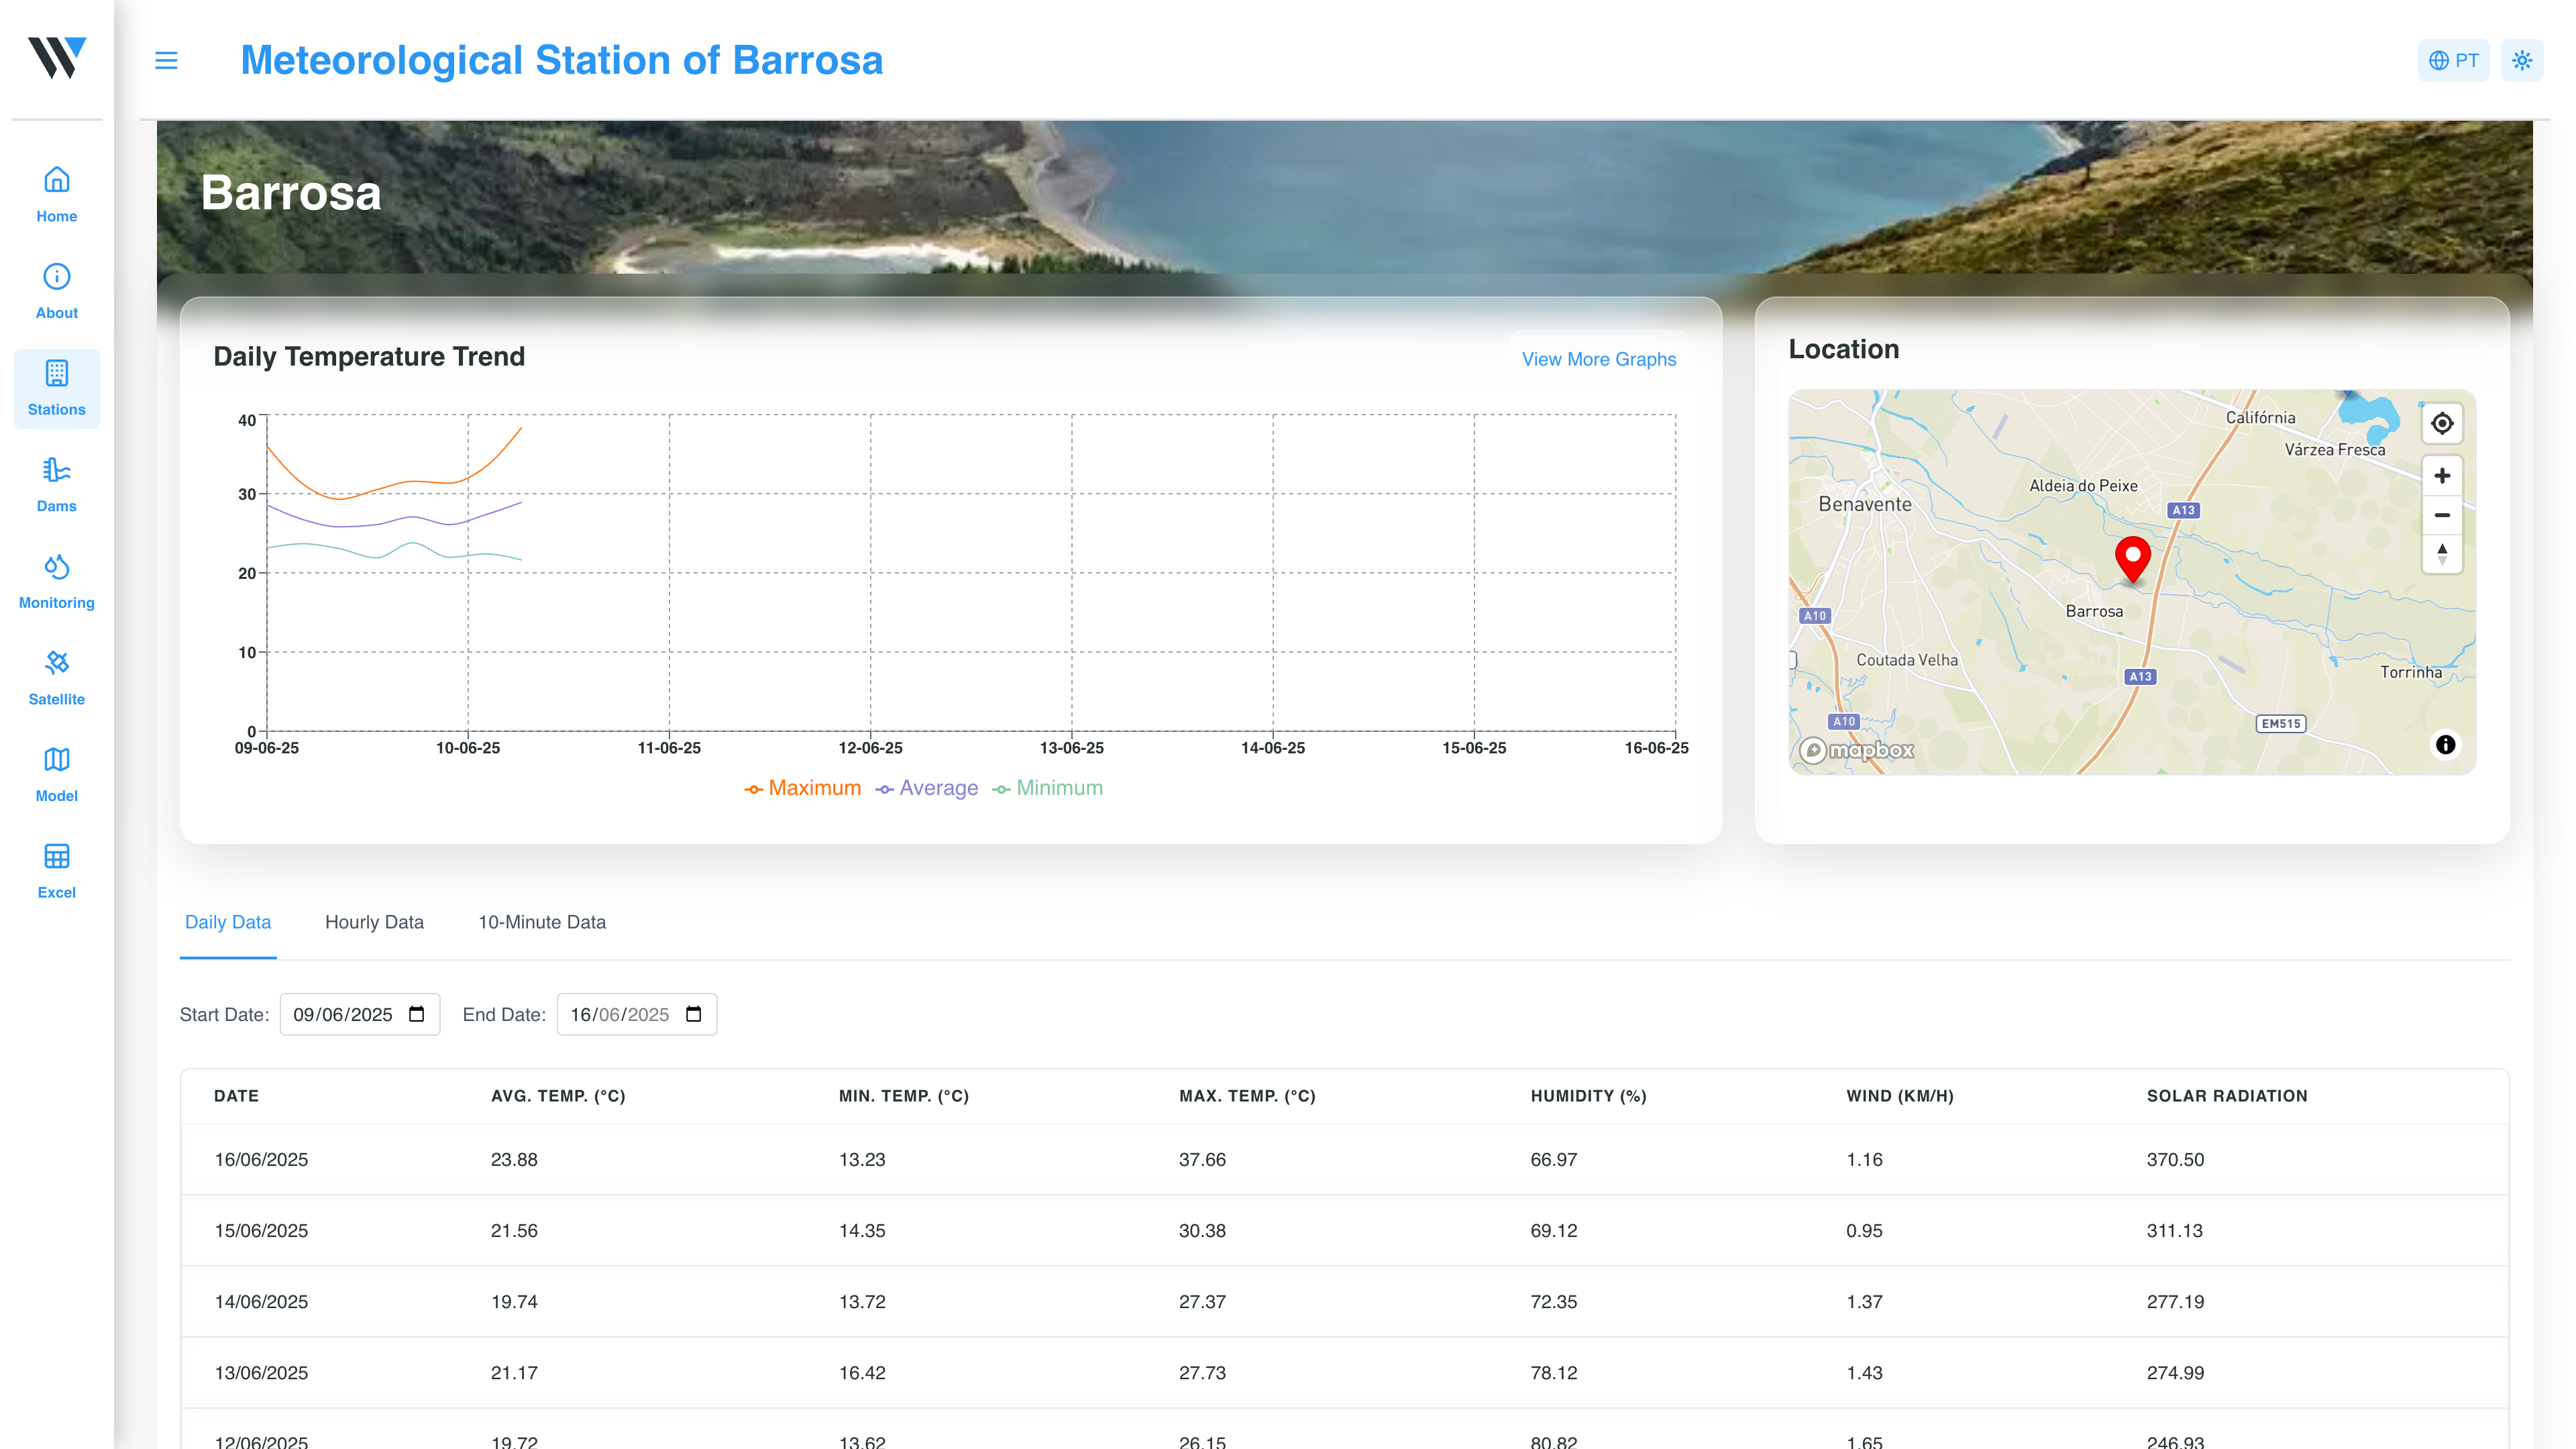 Meteorological Station of Barrosa
PT
Home
About
Stations
Dams
Monitoring
Satellite
Model
Excel
Barrosa
Daily Temperature Trend
View More Graphs
40
30
20
10
0
09-06-25 10-06-25 11-06-25 12-06-25 13-06-25 14-06-25 15-06-25 16-06-25
Maximum Average Minimum
Location
Califórnia
Várzea Fresca
Aldeia do Peixe
Benavente
A13
Barrosa
A10
Coutada Velha
Torrinha
A13
A10
EM515
mapbox
Daily Data Hourly Data 10-Minute Data
Start Date: 09/06/2025 End Date: 16/06/2025
DATE AVG. TEMP. (°C) MIN. TEMP. (°C) MAX. TEMP. (°C) HUMIDITY (%) WIND (KM/H) SOLAR RADIATION
16/06/2025 23.88 13.23 37.66 66.97 1.16 370.50
15/06/2025 21.56 14.35 30.38 69.12 0.95 311.13
14/06/2025 19.74 13.72 27.37 72.35 1.37 277.19
13/06/2025 21.17 16.42 27.73 78.12 1.43 274.99
12/06/2025 19.72 13.62 26.15 80.82 1.65 246.93